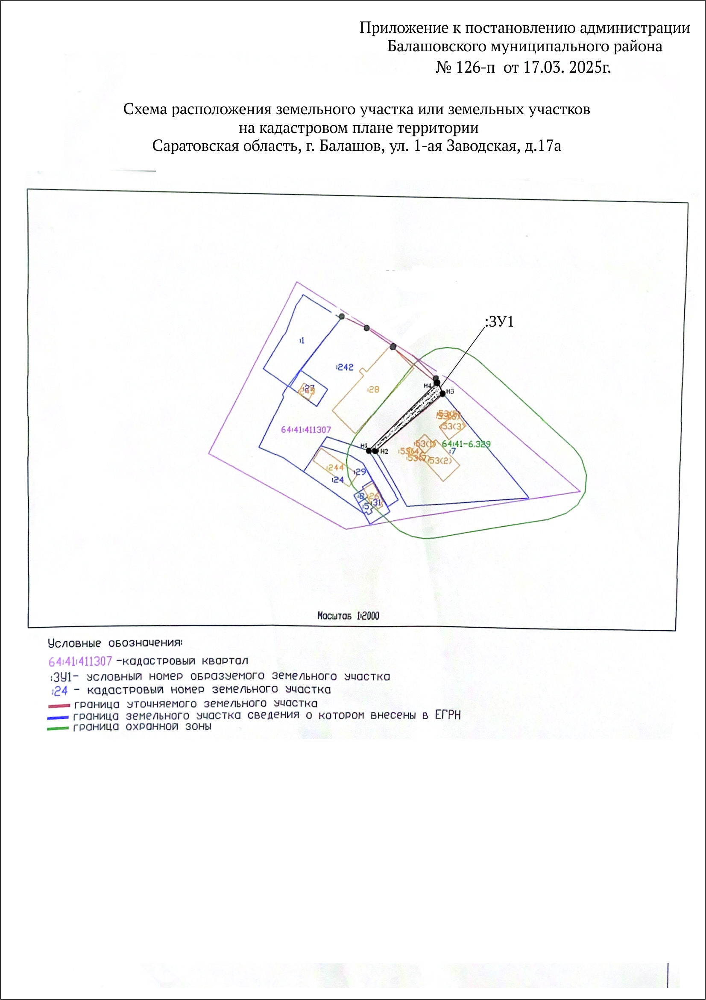 Приложение к постановлению администрации
Балашовского муниципального района
№ 126-п от 17.03. 2025г.
Схема расположения земельного участка или земельных участков
на кадастровом плане территории
Саратовская область, г. Балашов, ул. 1-ая Заводская, д.17а
:ЗУ1
:1
:242
:28
н4
н3
:27
53(3)
64:41:411307
:53(1)
64:41-6.329
н1
н2
:7
:53(2)
:244
:29
:24
:8
:26
:31
:5
Масштаб 1:2000
Условные обозначения:
64:41:411307 -кадастровый квартал
:ЗУ1- условный номер образуемого земельного участка
:24 - кадастровый номер земельного участка
граница уточняемого земельного участка
граница земельного участка сведения о котором внесены в ЕГРН
граница охранной зоны